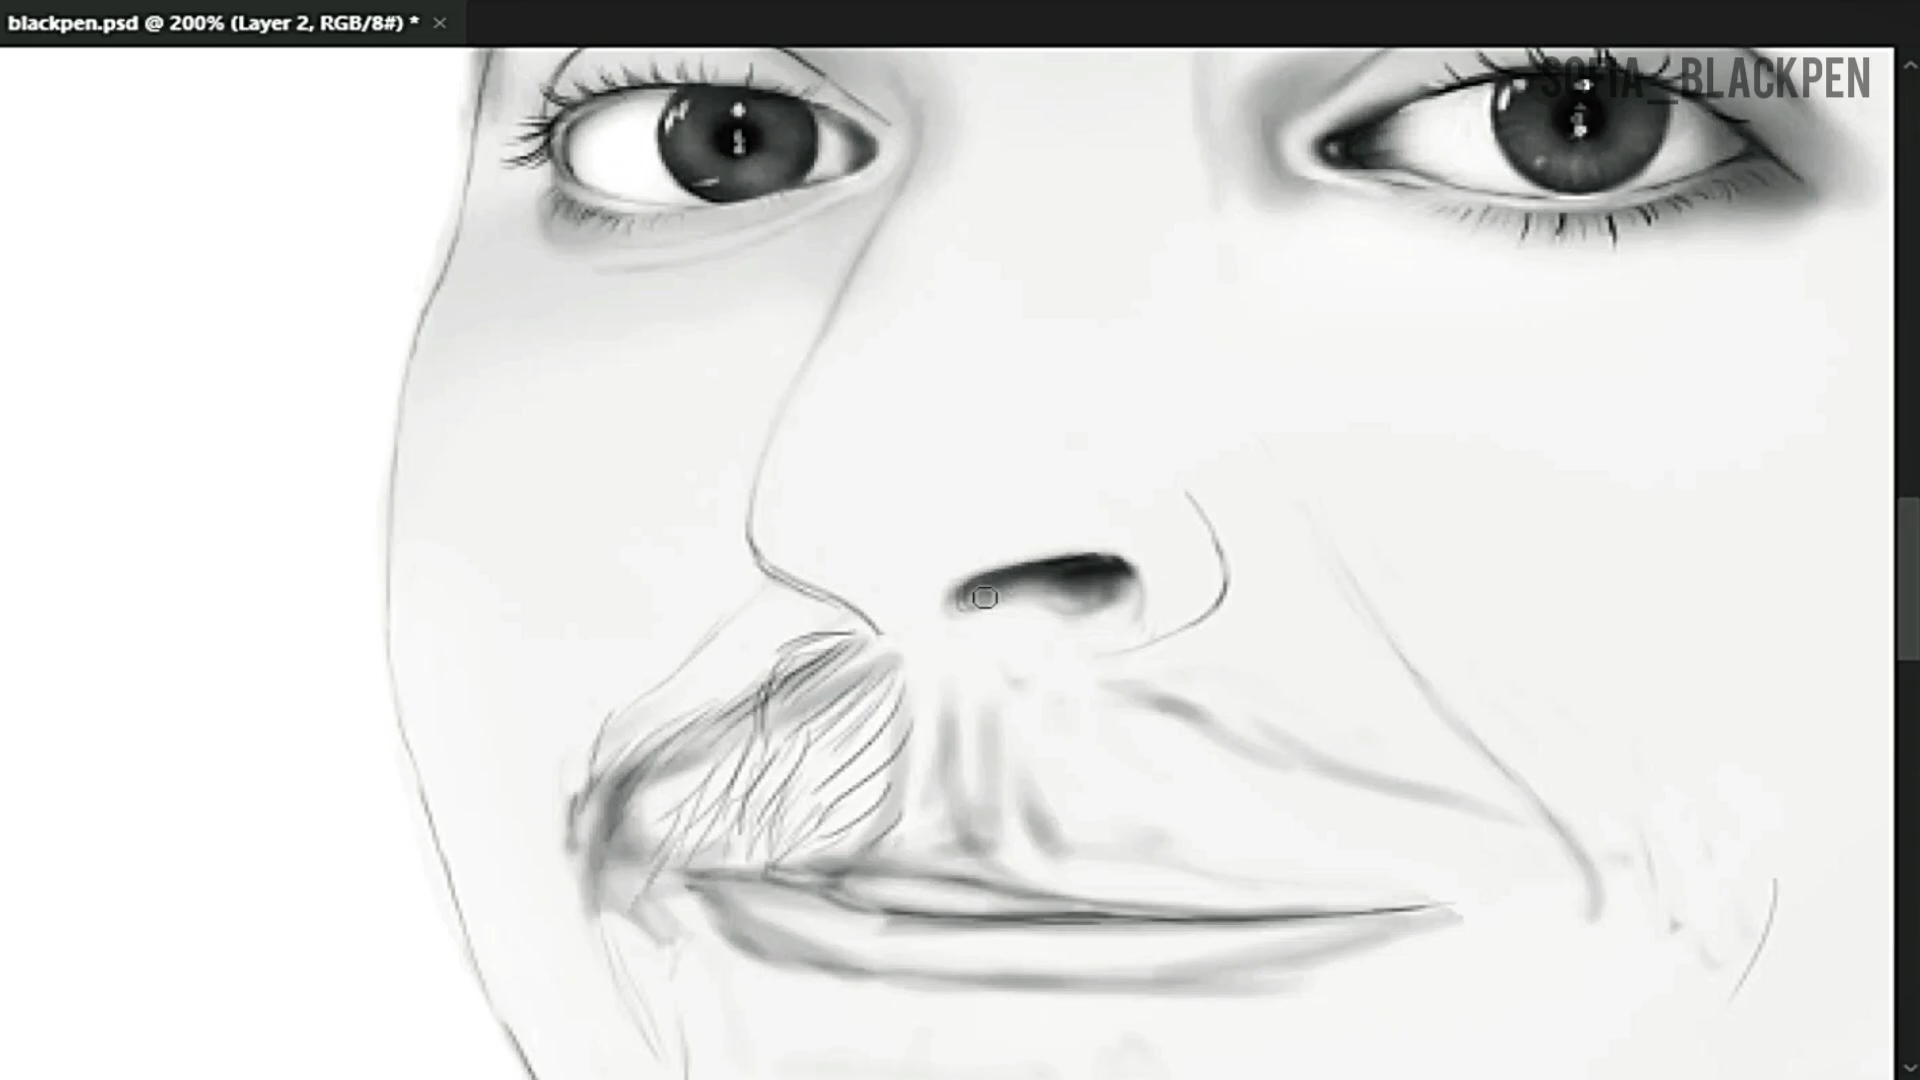 blackpen.psd @ 200% (Layer 2, RGB/8#) *
SOFIA_BLACKPEN